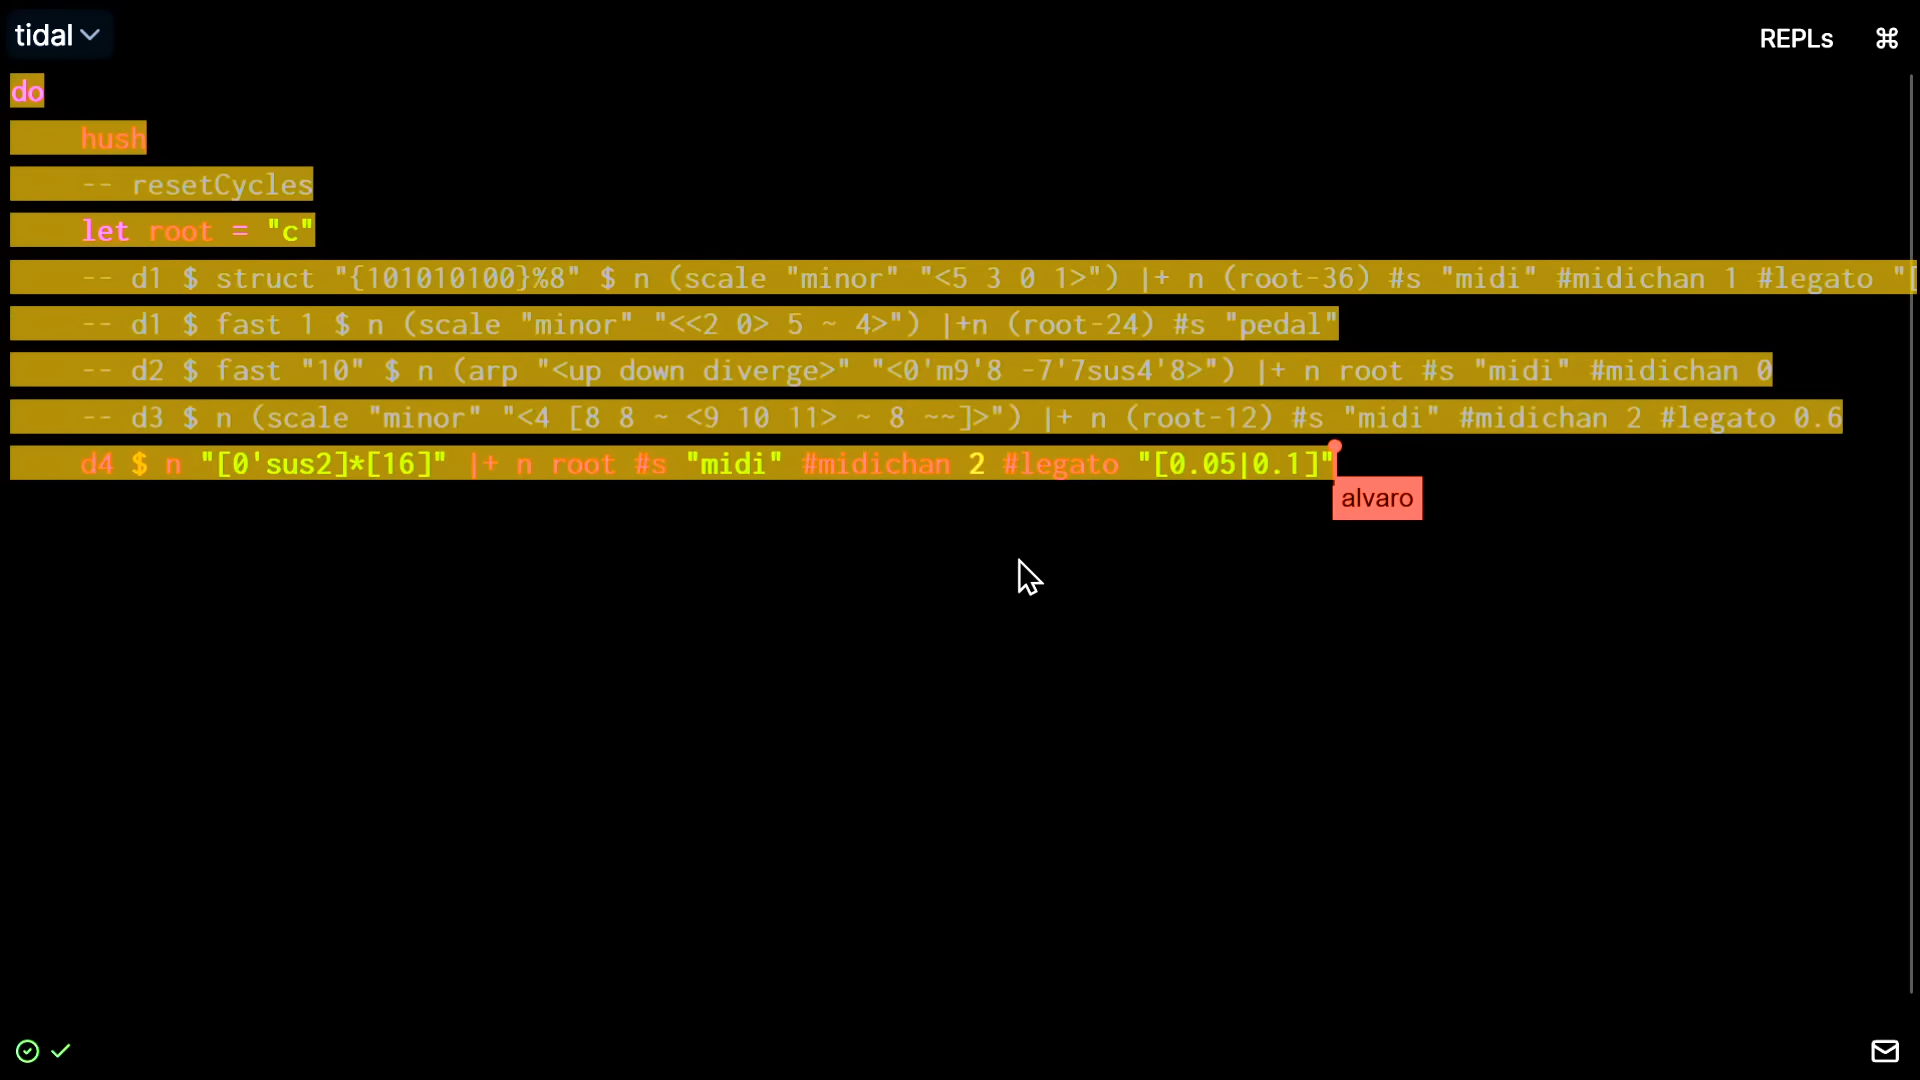 tidal
REPLs ⌘
do
hush
-- resetCycles
let root = "c"
-- d1 $ struct "{101010100}%8" $ n (scale "minor" "<5 3 0 1>") |+ n (root-36) #s "midi" #midichan 1 #legato "[
-- d1 $ fast 1 $ n (scale "minor" "<<2 0> 5 ~ 4>") |+n (root-24) #s "pedal"
-- d2 $ fast "10" $ n (arp "<up down diverge>" "<0'm9'8 -7'7sus4'8>") |+ n root #s "midi" #midichan 0
-- d3 $ n (scale "minor" "<4 [8 8 ~ <9 10 11> ~ 8 ~~]>") |+ n (root-12) #s "midi" #midichan 2 #legato 0.6
d4 $ n "[0'sus2]*[16]" |+ n root #s "midi" #midichan 2 #legato "[0.05|0.1]"
alvaro